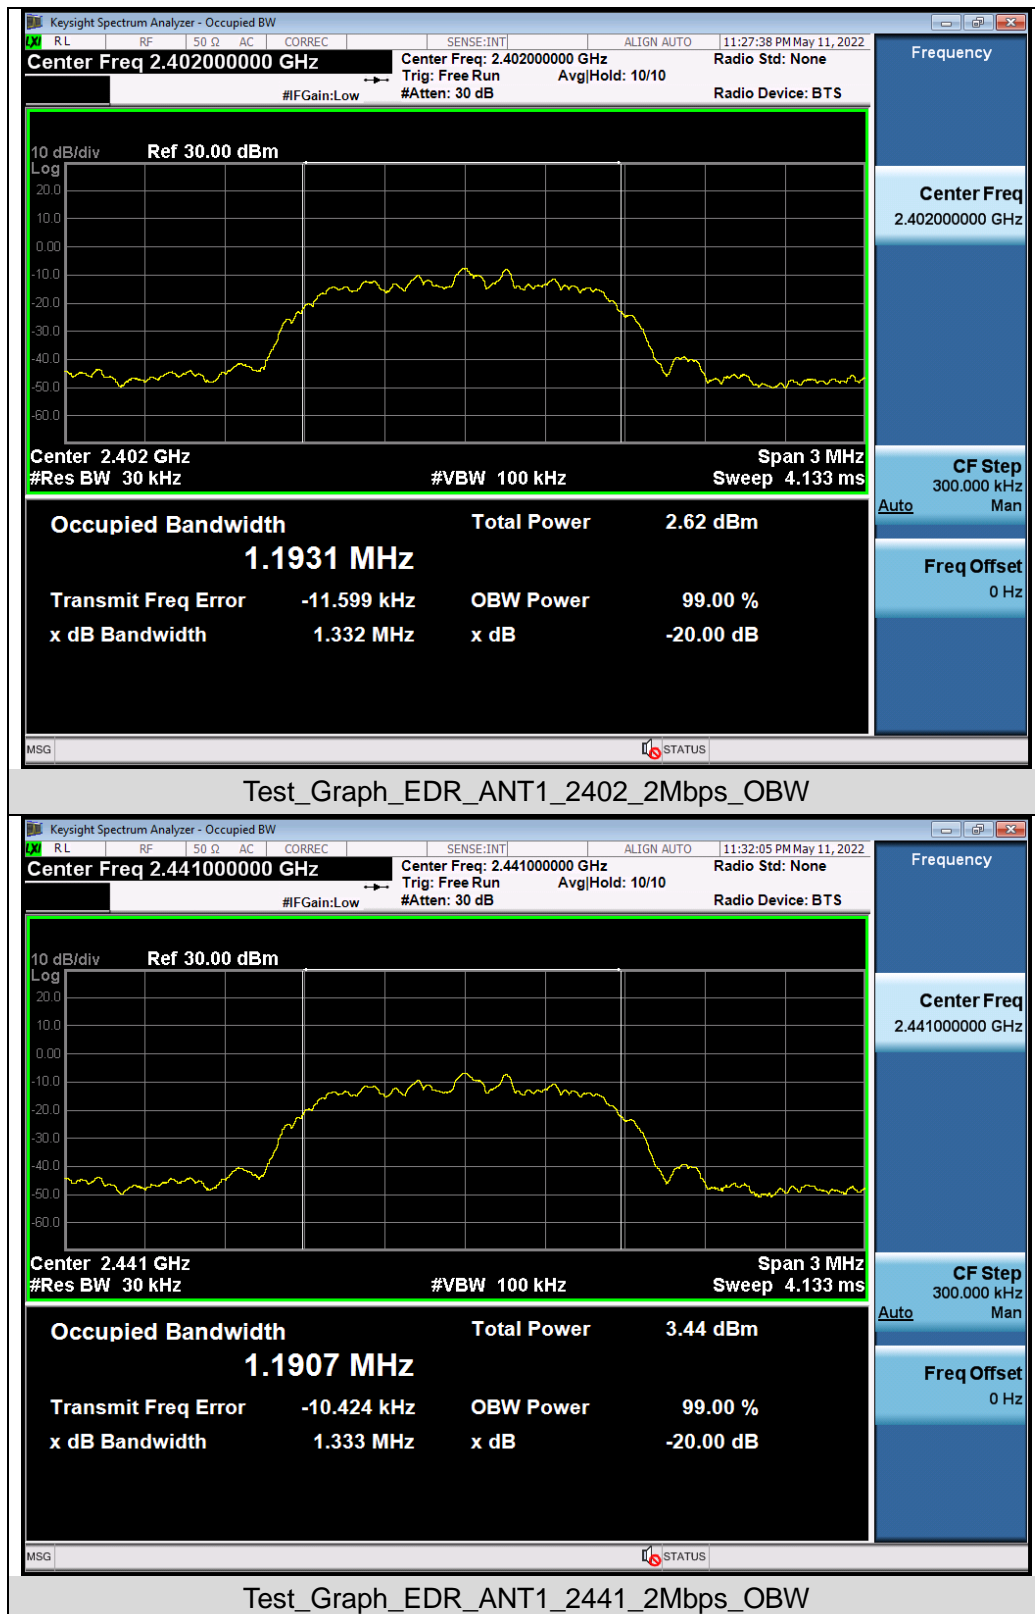 Keysight Spectrum Analyzer - Occupied BW
LXI RL RF 50 Ω AC CORREC SENSE:INT ALIGN AUTO 11:27:38 PM May 11, 2022
Center Freq 2.402000000 GHz
Center Freq: 2.402000000 GHz
Radio Std: None
Trig: Free Run Avg|Hold: 10/10
#IFGain:Low #Atten: 30 dB Radio Device: BTS
Frequency
10 dB/div Ref 30.00 dBm
Log
20.0
10.0
0.00
-10.0
-20.0
-30.0
-40.0
-50.0
-60.0
Center 2.402 GHz Span 3 MHz
#Res BW 30 kHz #VBW 100 kHz Sweep 4.133 ms
Center Freq
2.402000000 GHz
CF Step
300.000 kHz
Auto Man
Freq Offset
0 Hz
Occupied Bandwidth Total Power 2.62 dBm
1.1931 MHz
Transmit Freq Error -11.599 kHz OBW Power 99.00 %
x dB Bandwidth 1.332 MHz x dB -20.00 dB
MSG STATUS
Test_Graph_EDR_ANT1_2402_2Mbps_OBW
Keysight Spectrum Analyzer - Occupied BW
LXI RL RF 50 Ω AC CORREC SENSE:INT ALIGN AUTO 11:32:05 PM May 11, 2022
Center Freq 2.441000000 GHz
Center Freq: 2.441000000 GHz
Radio Std: None
Trig: Free Run Avg|Hold: 10/10
#IFGain:Low #Atten: 30 dB Radio Device: BTS
Frequency
10 dB/div Ref 30.00 dBm
Log
20.0
10.0
0.00
-10.0
-20.0
-30.0
-40.0
-50.0
-60.0
Center 2.441 GHz Span 3 MHz
#Res BW 30 kHz #VBW 100 kHz Sweep 4.133 ms
Center Freq
2.441000000 GHz
CF Step
300.000 kHz
Auto Man
Freq Offset
0 Hz
Occupied Bandwidth Total Power 3.44 dBm
1.1907 MHz
Transmit Freq Error -10.424 kHz OBW Power 99.00 %
x dB Bandwidth 1.333 MHz x dB -20.00 dB
MSG STATUS
Test_Graph_EDR_ANT1_2441_2Mbps_OBW